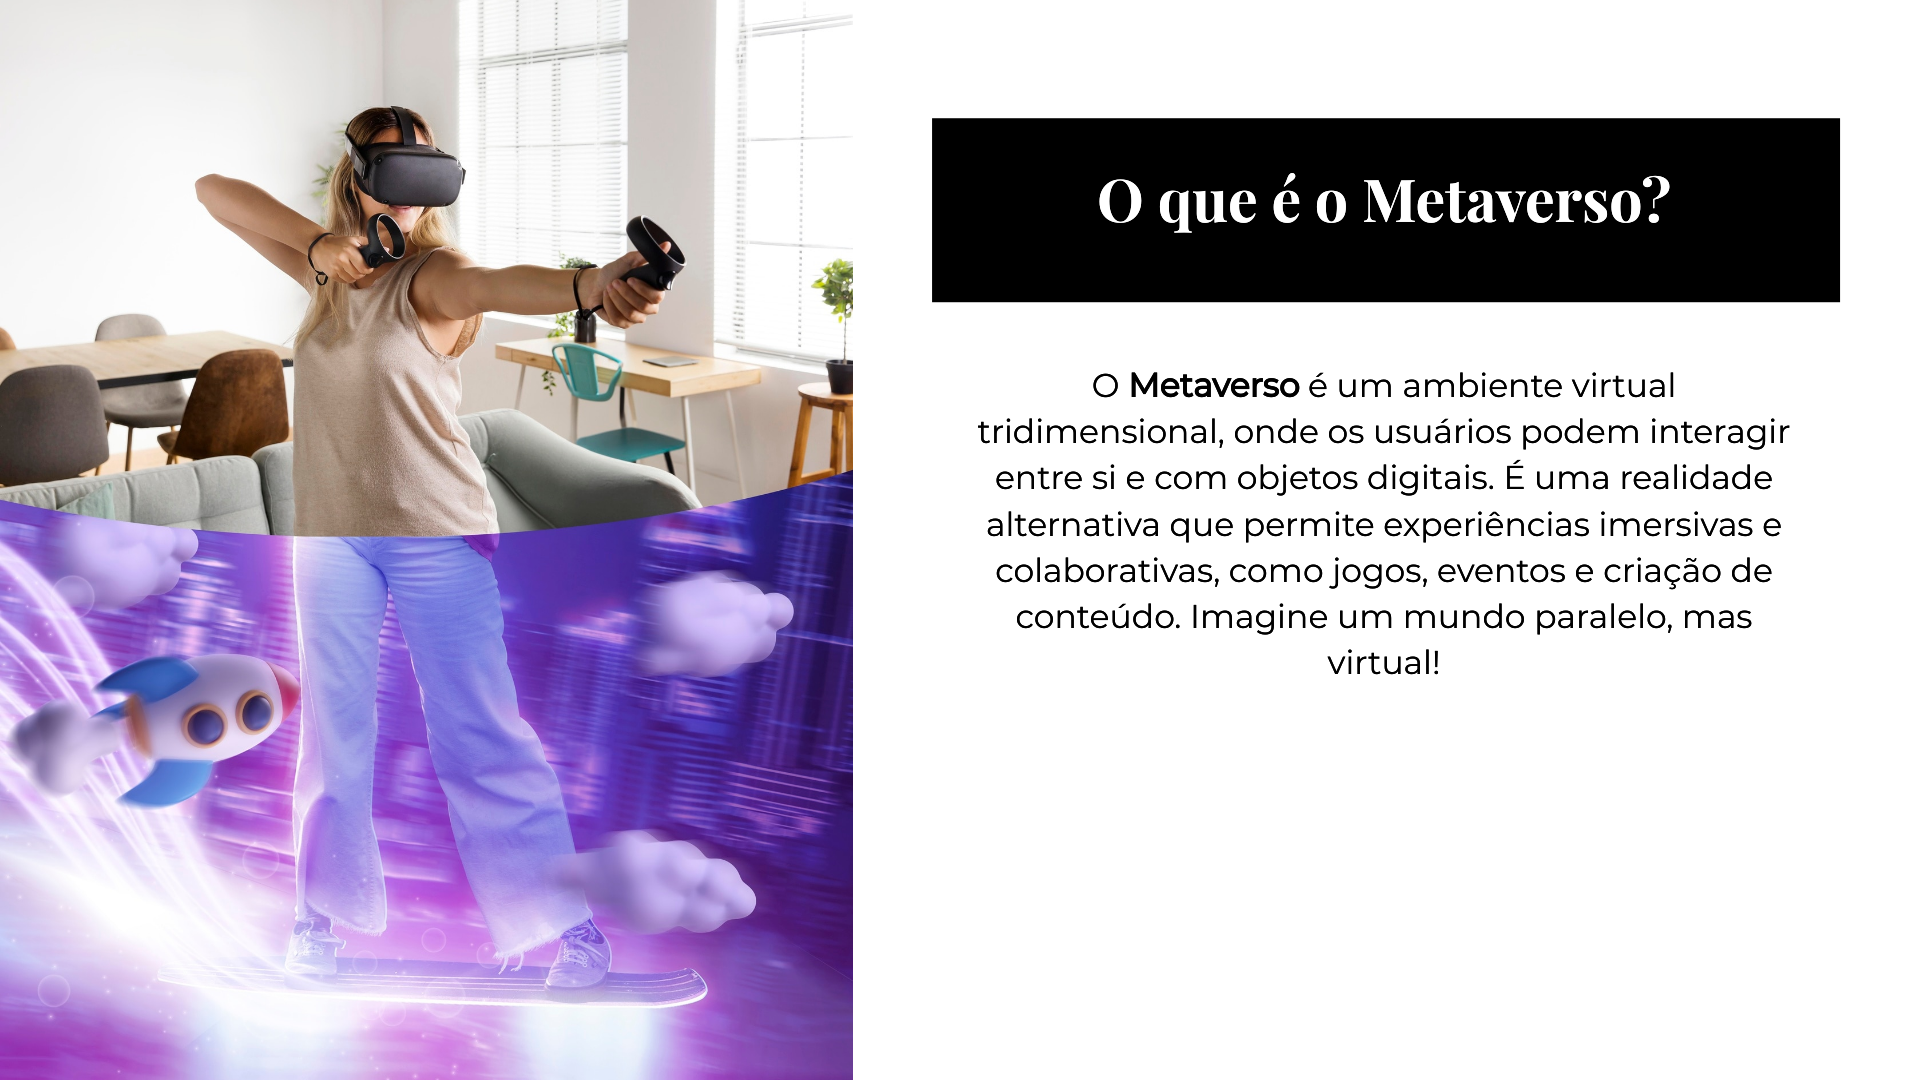 O que é o Metaverso?
O Metaverso é um ambiente virtual
tridimensional, onde os usuários podem interagir
entre si e com objetos digitais. É uma realidade
alternativa que permite experiências imersivas e
colaborativas, como jogos, eventos e criação de
conteúdo. Imagine um mundo paralelo, mas
virtual!